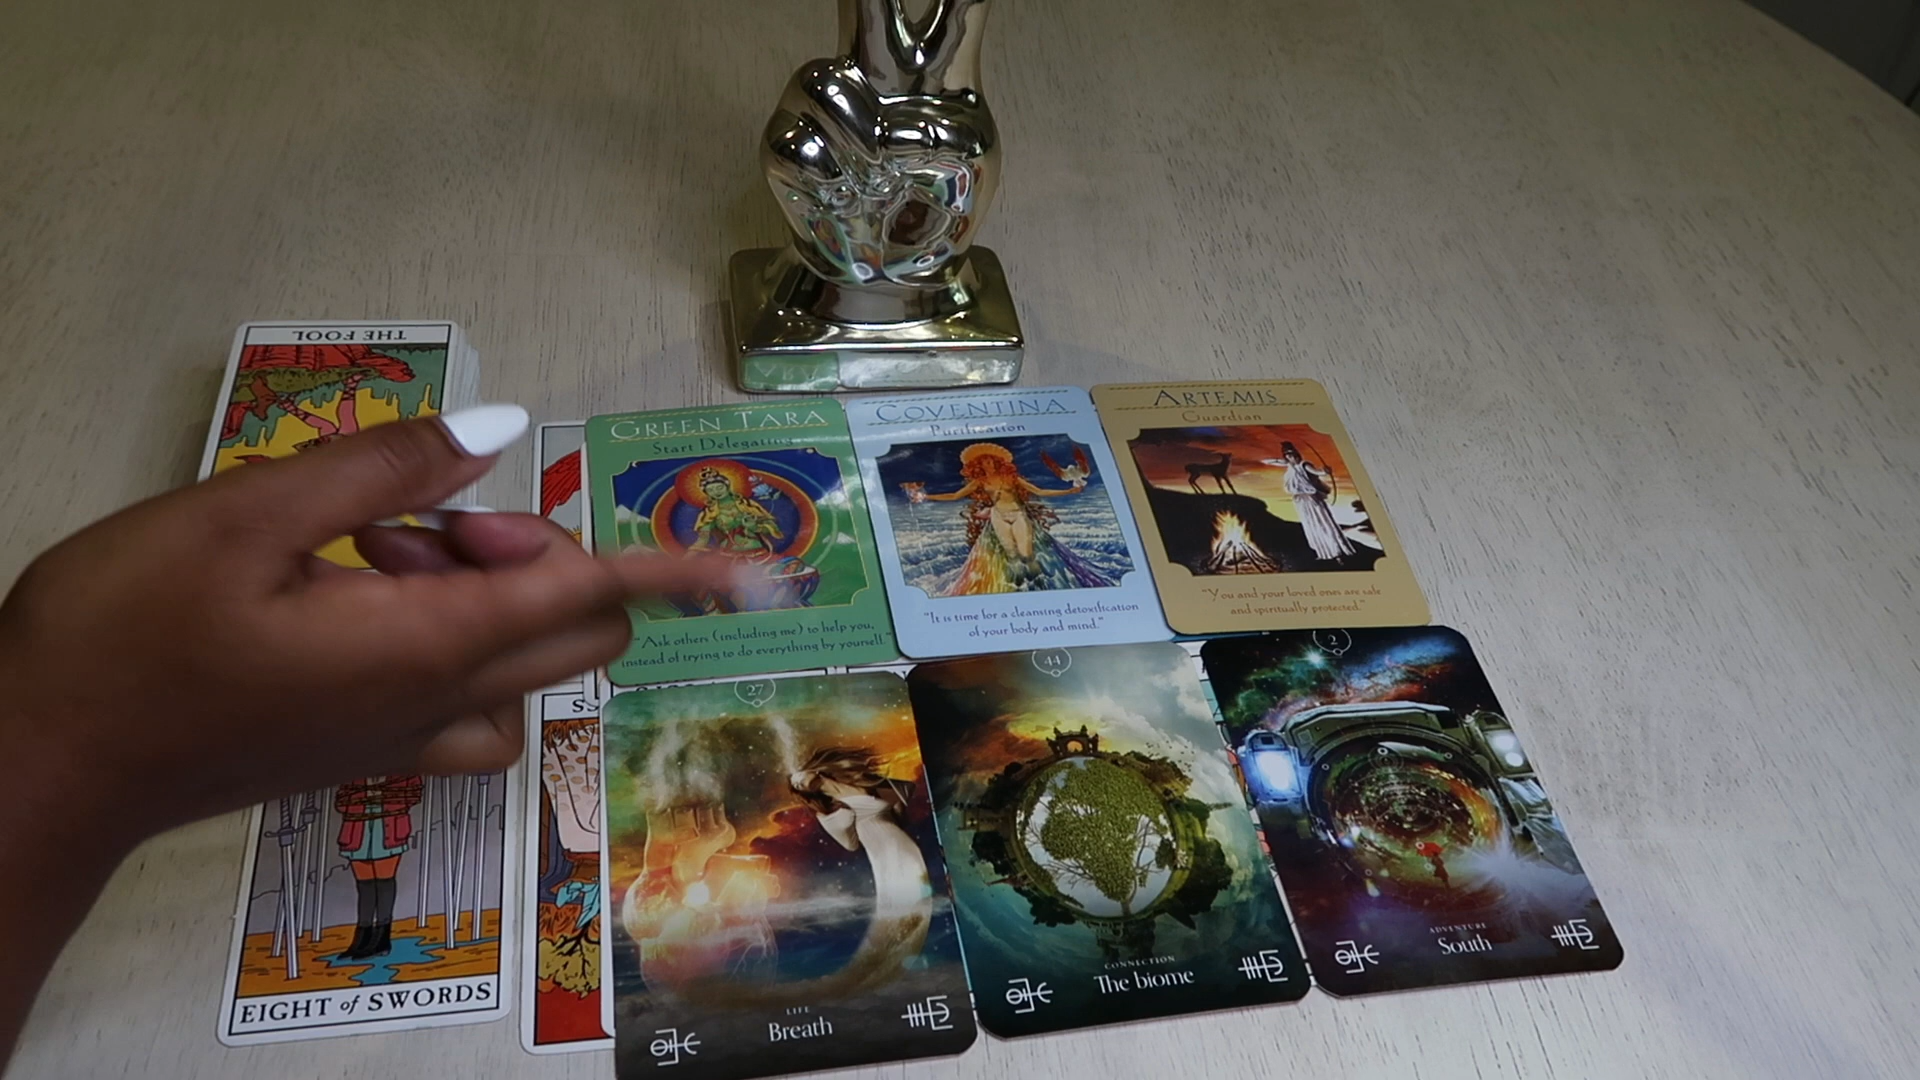 THE FOOL
GREEN TARA
Start Delegating
"Ask others (including me) to help you,
instead of trying to do everything by yourself."
COVENTINA
Purification
"It is time for a cleansing detoxification
of your body and mind."
ARTEMIS
Guardian
"You and your loved ones are safe
and spiritually protected."
EIGHT of SWORDS
27
LIFE
Breath
44
CONNECTION
The biome
2
ADVENTURE
South